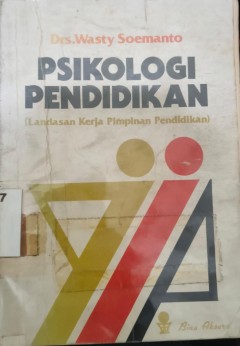 Drs.Wasty Soemanto
PSIKOLOGI
PENDIDIKAN
(Landasan Kerja Pimpinan Pendidikan)
7
Bina Aksara